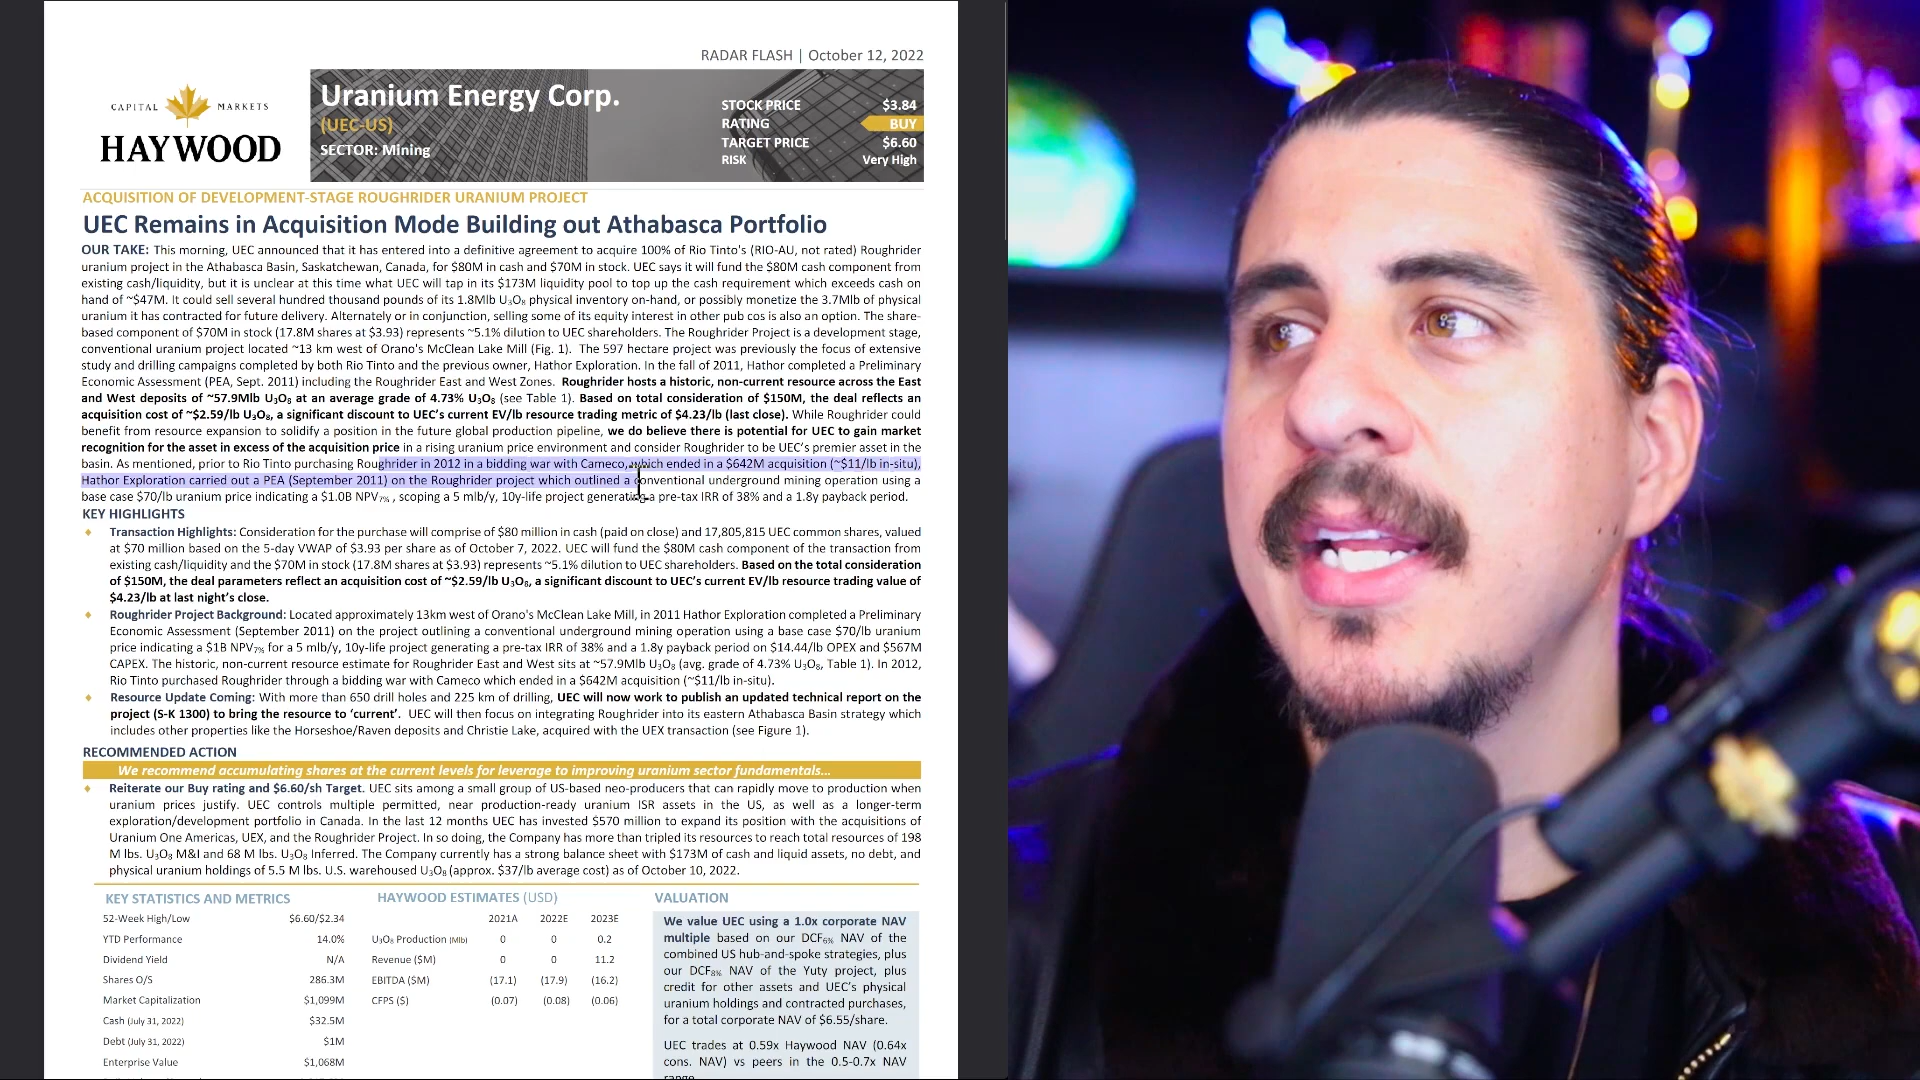 RADAR FLASH | October 12, 2022
CAPITAL MARKETS
HAYWOOD
Uranium Energy Corp.
(UEC-US)
SECTOR: Mining
STOCK PRICE $3.84
RATING BUY
TARGET PRICE $6.60
RISK Very High
ACQUISITION OF DEVELOPMENT-STAGE ROUGHRIDER URANIUM PROJECT
UEC Remains in Acquisition Mode Building out Athabasca Portfolio
OUR TAKE: This morning, UEC announced that it has entered into a definitive agreement to acquire 100% of Rio Tinto's (RIO-AU, not rated) Roughrider
uranium project in the Athabasca Basin, Saskatchewan, Canada, for $80M in cash and $70M in stock. UEC says it will fund the $80M cash component from
existing cash/liquidity, but it is unclear at this time what UEC will tap in its $173M liquidity pool to top up the cash requirement which exceeds cash on
hand of ~$47M. It could sell several hundred thousand pounds of its 1.8Mlb U₃O₈ physical inventory on-hand, or possibly monetize the 3.7Mlb of physical
uranium it has contracted for future delivery. Alternately or in conjunction, selling some of its equity interest in other pub cos is also an option. The share-
based component of $70M in stock (17.8M shares at $3.93) represents ~5.1% dilution to UEC shareholders. The Roughrider Project is a development stage,
conventional uranium project located ~13 km west of Orano's McClean Lake Mill (Fig. 1). The 597 hectare project was previously the focus of extensive
study and drilling campaigns completed by both Rio Tinto and the previous owner, Hathor Exploration. In the fall of 2011, Hathor completed a Preliminary
Economic Assessment (PEA, Sept. 2011) including the Roughrider East and West Zones. Roughrider hosts a historic, non-current resource across the East
and West deposits of ~57.9Mlb U₃O₈ at an average grade of 4.73% U₃O₈ (see Table 1). Based on total consideration of $150M, the deal reflects an
acquisition cost of ~$2.59/lb U₃O₈, a significant discount to UEC's current EV/lb resource trading metric of $4.23/lb (last close). While Roughrider could
benefit from resource expansion to solidify a position in the future global production pipeline, we do believe there is potential for UEC to gain market
recognition for the asset in excess of the acquisition price in a rising uranium price environment and consider Roughrider to be UEC's premier asset in the
basin. As mentioned, prior to Rio Tinto purchasing Roughrider in 2012 in a bidding war with Cameco, which ended in a $642M acquisition (~$11/lb in-situ),
Hathor Exploration carried out a PEA (September 2011) on the Roughrider project which outlined a conventional underground mining operation using a
base case $70/lb uranium price indicating a $1.0B NPV₇%, scoping a 5 mlb/y, 10y-life project generating a pre-tax IRR of 38% and a 1.8y payback period.
KEY HIGHLIGHTS
Transaction Highlights: Consideration for the purchase will comprise of $80 million in cash (paid on close) and 17,805,815 UEC common shares, valued
at $70 million based on the 5-day VWAP of $3.93 per share as of October 7, 2022. UEC will fund the $80M cash component of the transaction from
existing cash/liquidity and the $70M in stock (17.8M shares at $3.93) represents ~5.1% dilution to UEC shareholders. Based on the total consideration
of $150M, the deal parameters reflect an acquisition cost of ~$2.59/lb U₃O₈, a significant discount to UEC's current EV/lb resource trading value of
$4.23/lb at last night's close.
Roughrider Project Background: Located approximately 13km west of Orano's McClean Lake Mill, in 2011 Hathor Exploration completed a Preliminary
Economic Assessment (September 2011) on the project outlining a conventional underground mining operation using a base case $70/lb uranium
price indicating a $1B NPV₇% for a 5 mlb/y, 10y-life project generating a pre-tax IRR of 38% and a 1.8y payback period on $14.44/lb OPEX and $567M
CAPEX. The historic, non-current resource estimate for Roughrider East and West sits at ~57.9Mlb U₃O₈ (avg. grade of 4.73% U₃O₈, Table 1). In 2012,
Rio Tinto purchased Roughrider through a bidding war with Cameco which ended in a $642M acquisition (~$11/lb in-situ).
Resource Update Coming: With more than 650 drill holes and 225 km of drilling, UEC will now work to publish an updated technical report on the
project (S-K 1300) to bring the resource to 'current'. UEC will then focus on integrating Roughrider into its eastern Athabasca Basin strategy which
includes other properties like the Horseshoe/Raven deposits and Christie Lake, acquired with the UEX transaction (see Figure 1).
RECOMMENDED ACTION
We recommend accumulating shares at the current levels for leverage to improving uranium sector fundamentals...
Reiterate our Buy rating and $6.60/sh Target. UEC sits among a small group of US-based neo-producers that can rapidly move to production when
uranium prices justify. UEC controls multiple permitted, near production-ready uranium ISR assets in the US, as well as a longer-term
exploration/development portfolio in Canada. In the last 12 months UEC has invested $570 million to expand its position with the acquisitions of
Uranium One Americas, UEX, and the Roughrider Project. In so doing, the Company has more than tripled its resources to reach total resources of 198
M lbs. U₃O₈ M&I and 68 M lbs. U₃O₈ Inferred. The Company currently has a strong balance sheet with $173M of cash and liquid assets, no debt, and
physical uranium holdings of 5.5 M lbs. U.S. warehoused U₃O₈ (approx. $37/lb average cost) as of October 10, 2022.
KEY STATISTICS AND METRICS
52-Week High/Low $6.60/$2.34
YTD Performance 14.0%
Dividend Yield N/A
Shares O/S 286.3M
Market Capitalization $1,099M
Cash (July 31, 2022) $32.5M
Debt (July 31, 2022) $1M
Enterprise Value $1,068M
HAYWOOD ESTIMATES (USD)
2021A 2022E 2023E
U₃O₈ Production (Mlb) 0 0 0.2
Revenue ($M) 0 0 11.2
EBITDA ($M) (17.1) (17.9) (16.2)
CFPS ($) (0.07) (0.08) (0.06)
VALUATION
We value UEC using a 1.0x corporate NAV
multiple based on our DCF₆% NAV of the
combined US hub-and-spoke strategies, plus
our DCF₈% NAV of the Yuty project, plus
credit for other assets and UEC's physical
uranium holdings and contracted purchases,
for a total corporate NAV of $6.55/share.
UEC trades at 0.59x Haywood NAV (0.64x
cons. NAV) vs peers in the 0.5-0.7x NAV